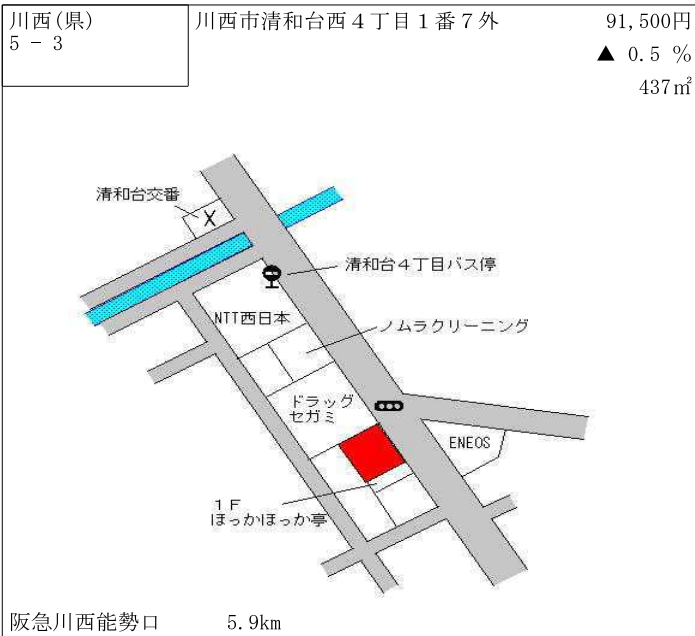 川西(県)
5 - 3
川西市清和台西４丁目１番７外
91,500円
▲ 0.5 %
437㎡
清和台交番
X
清和台４丁目バス停
NTT西日本
ノムラクリーニング
ドラッグ
セガミ
ENEOS
１Ｆ
ほっかほっか亭
阪急川西能勢口 5.9km